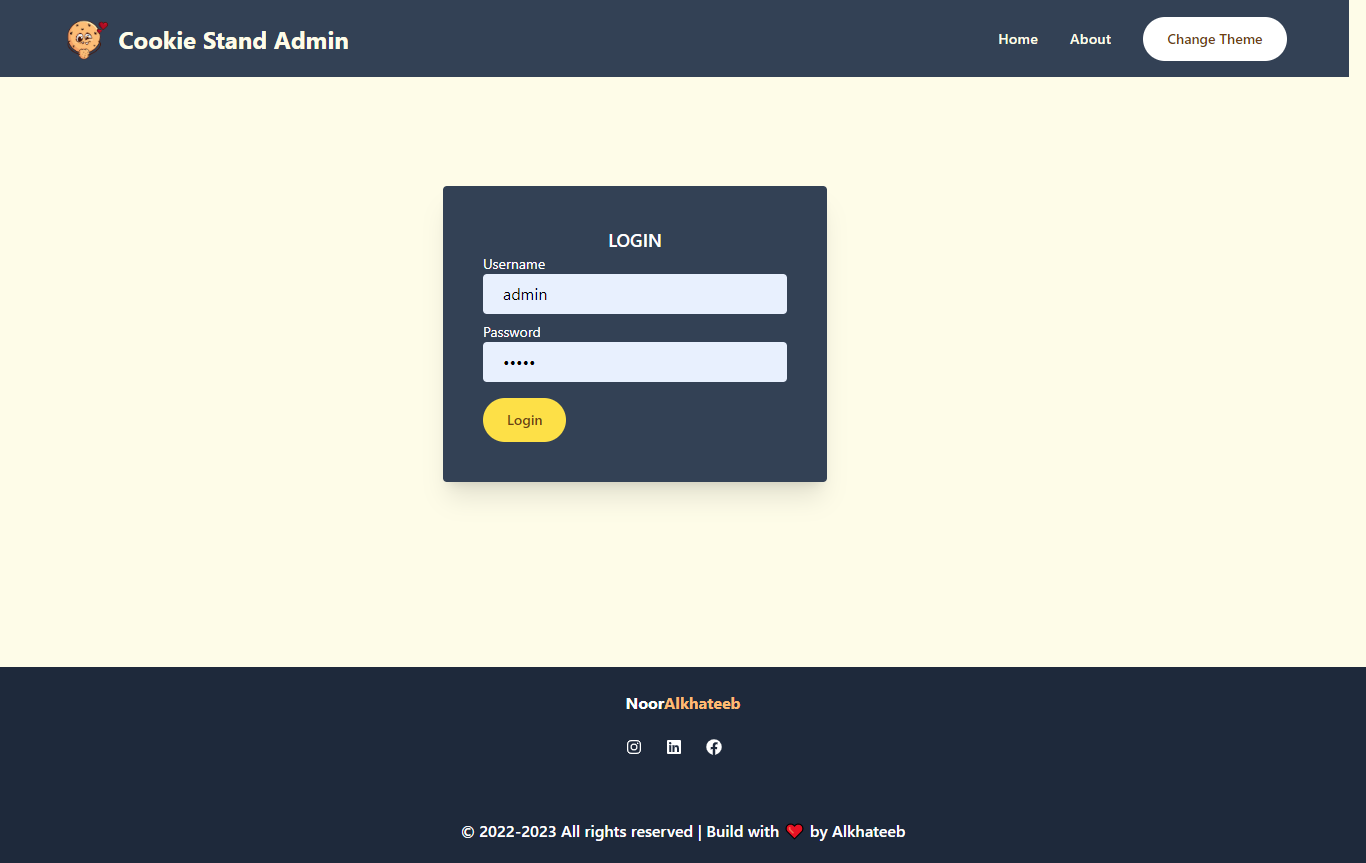 Cookie Stand Admin
Home
About
Change Theme
LOGIN
Username
admin
Password
•••••
Login
NoorAlkhateeb
© 2022-2023 All rights reserved | Build with ❤️ by Alkhateeb